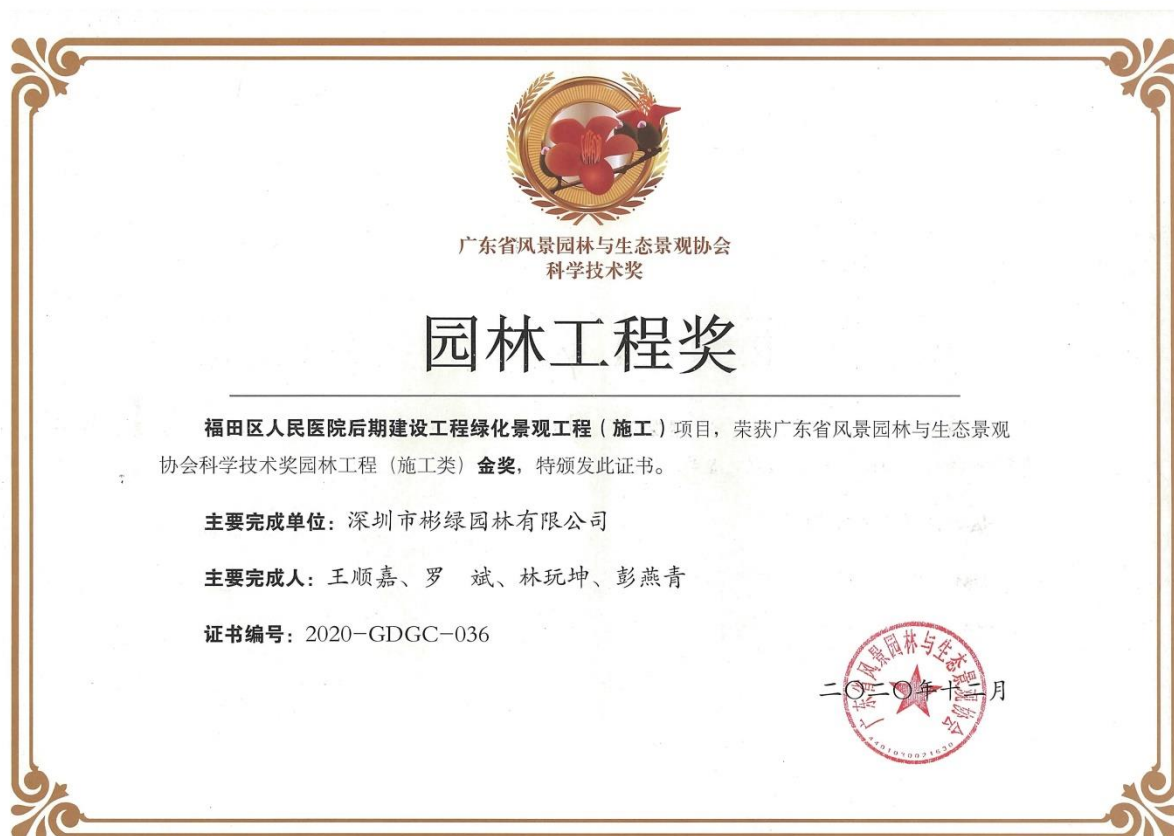 广东省风景园林与生态景观协会
科学技术奖
园林工程奖
福田区人民医院后期建设工程绿化景观工程（施工）项目，荣获广东省风景园林与生态景观
协会科学技术奖园林工程（施工类）金奖，特颁发此证书。
主要完成单位：深圳市彬绿园林有限公司
主要完成人：王顺嘉、罗　斌、林玩坤、彭燕青
证书编号：2020-GDGC-036
二〇二〇年十二月
广东省风景园林与生态景观协会